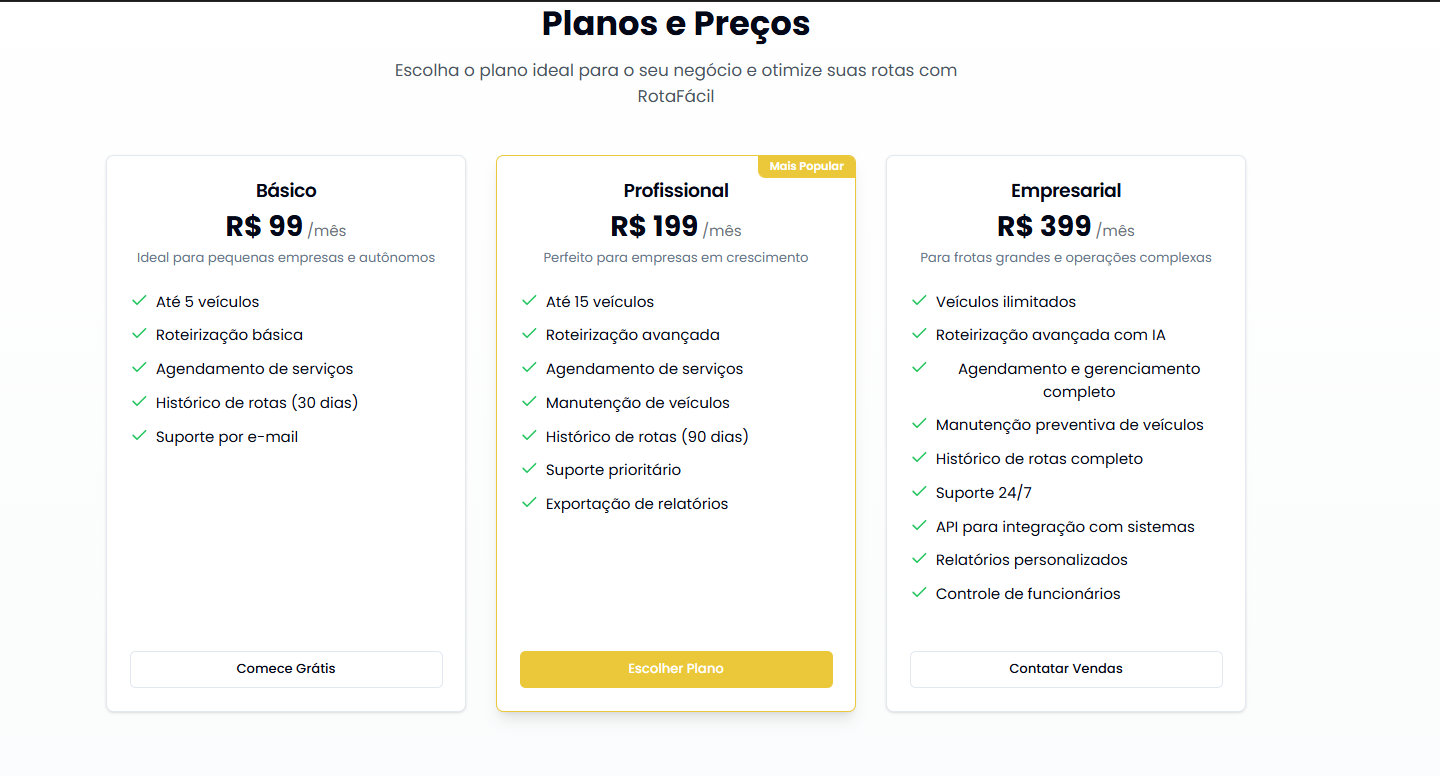 Planos e Preços
Escolha o plano ideal para o seu negócio e otimize suas rotas com
RotaFácil
Básico
R$ 99 /mês
Ideal para pequenas empresas e autônomos
Até 5 veículos
Roteirização básica
Agendamento de serviços
Histórico de rotas (30 dias)
Suporte por e-mail
Comece Grátis
Mais Popular
Profissional
R$ 199 /mês
Perfeito para empresas em crescimento
Até 15 veículos
Roteirização avançada
Agendamento de serviços
Manutenção de veículos
Histórico de rotas (90 dias)
Suporte prioritário
Exportação de relatórios
Escolher Plano
Empresarial
R$ 399 /mês
Para frotas grandes e operações complexas
Veículos ilimitados
Roteirização avançada com IA
Agendamento e gerenciamento
completo
Manutenção preventiva de veículos
Histórico de rotas completo
Suporte 24/7
API para integração com sistemas
Relatórios personalizados
Controle de funcionários
Contatar Vendas